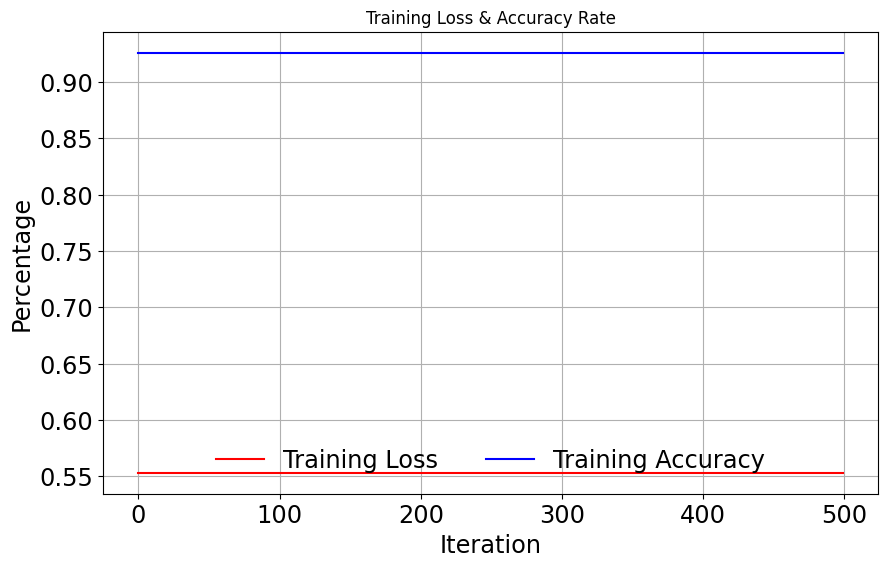 Training Loss & Accuracy Rate
Percentage
0.90
0.85
0.80
0.75
0.70
0.65
0.60
0.55
Training Loss Training Accuracy
0 100 200 300 400 500
Iteration